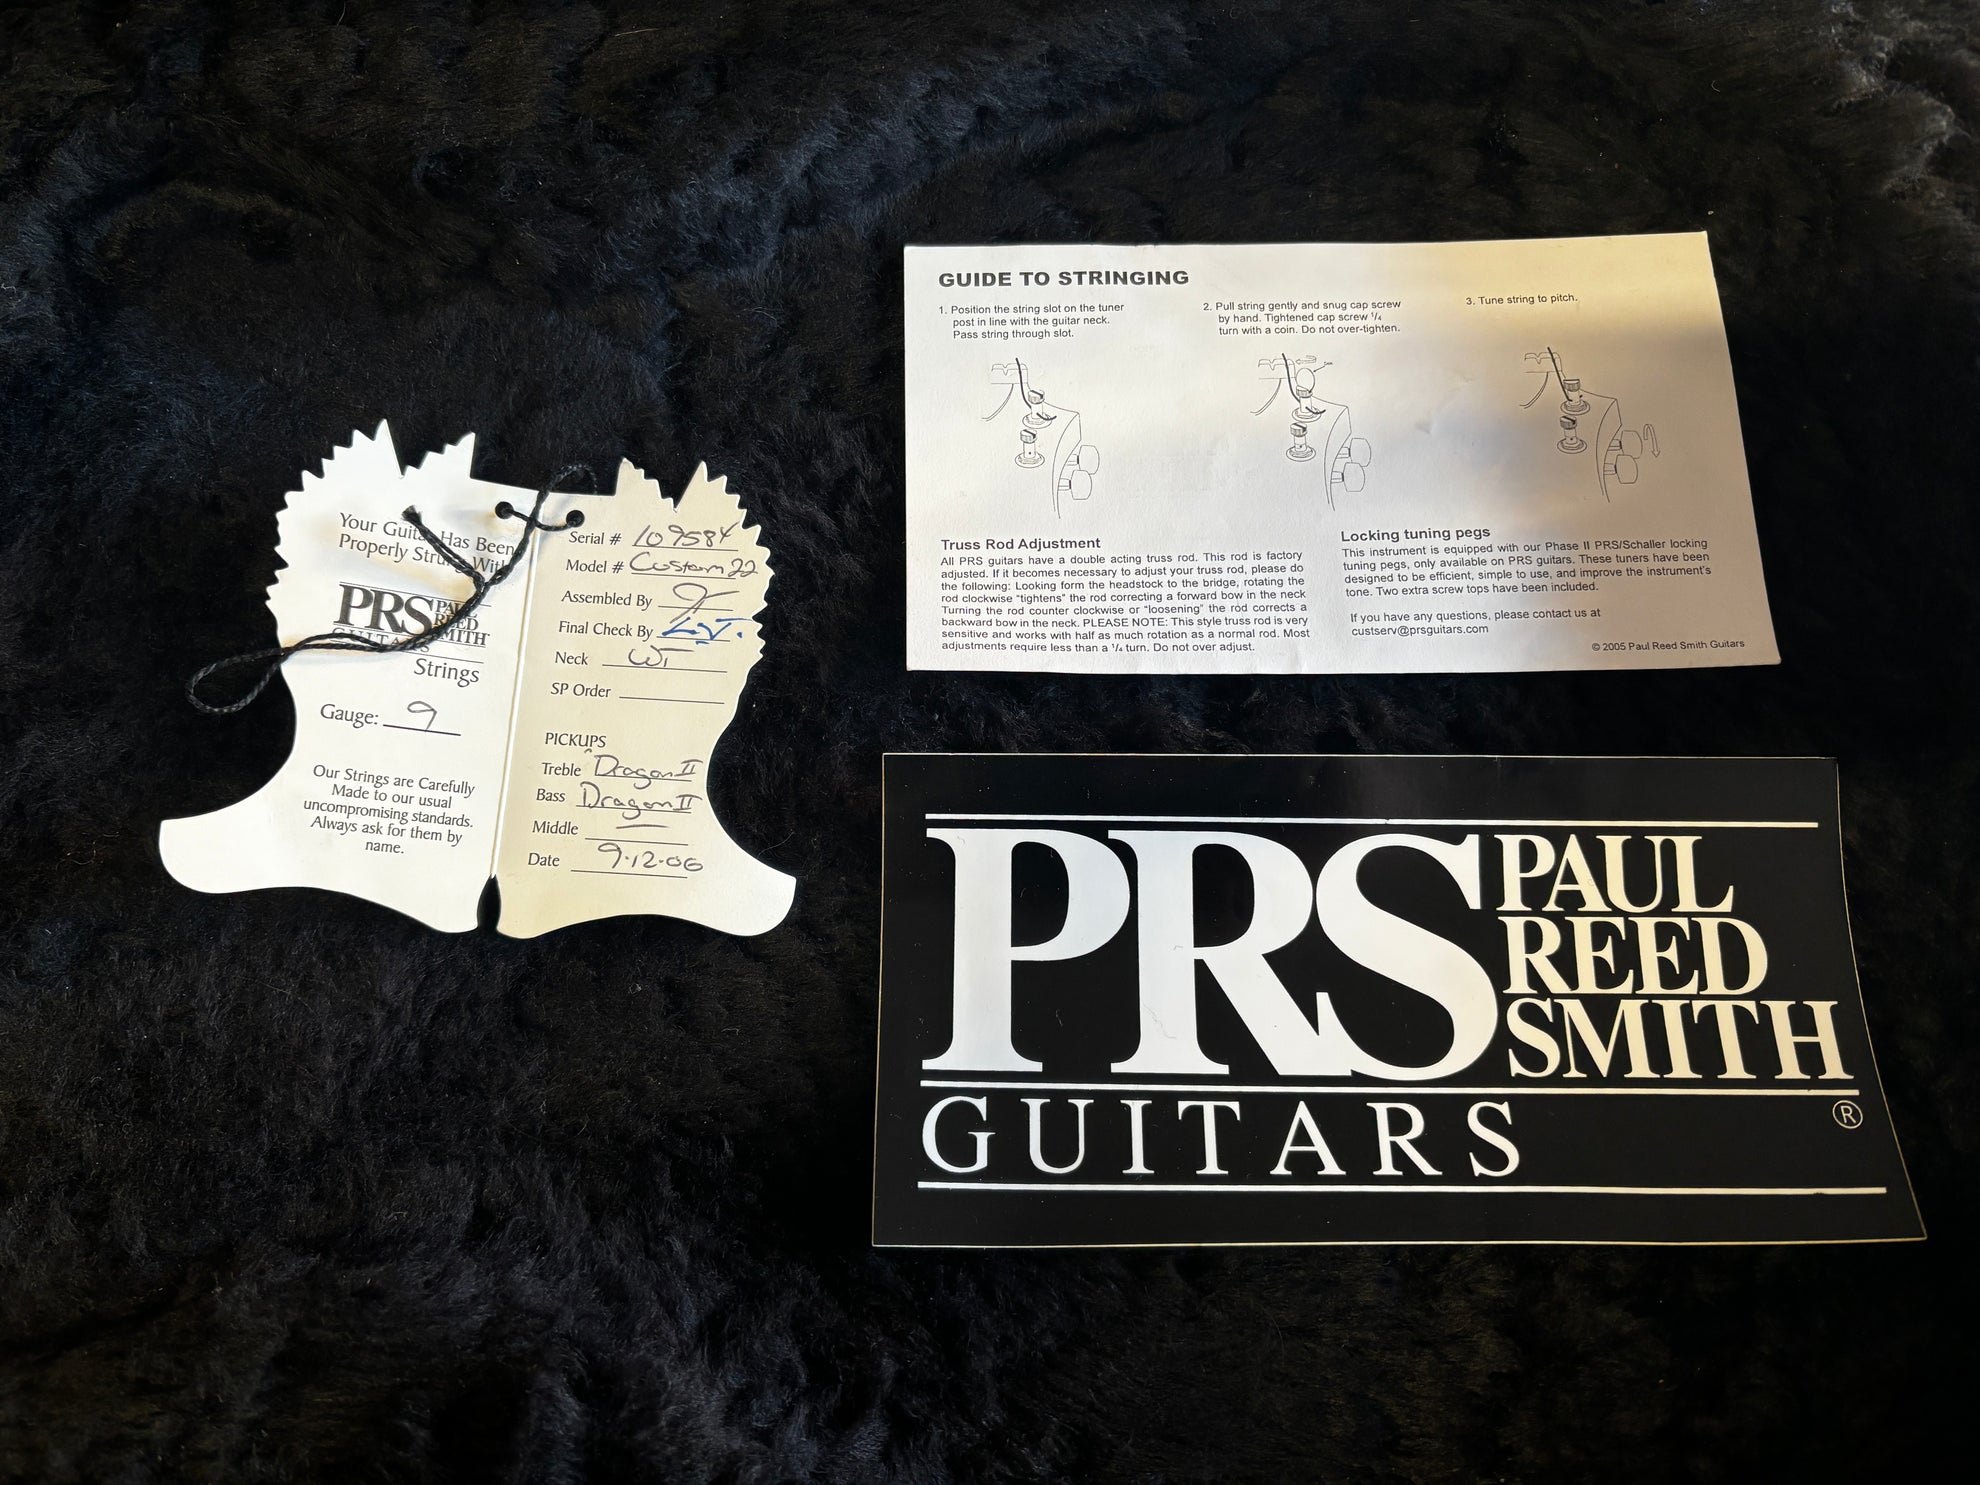 Your Guitar Has Been
Properly Strung With
PRS PAUL
REED
SMITH
GUITARS
Strings
Gauge: 9
Our Strings are Carefully
Made to our usual
uncompromising standards.
Always ask for them by
name.
Serial # 109584
Model # Custom 22
Assembled By
Final Check By
Neck WT
SP Order
PICKUPS
Treble Dragon II
Bass Dragon II
Middle —
Date 9-12-06
GUIDE TO STRINGING
1. Position the string slot on the tuner
post in line with the guitar neck.
Pass string through slot.
2. Pull string gently and snug cap screw
by hand. Tightened cap screw 1/4
turn with a coin. Do not over-tighten.
3. Tune string to pitch.
Truss Rod Adjustment
All PRS guitars have a double acting truss rod. This rod is factory
adjusted. If it becomes necessary to adjust your truss rod, please do
the following: Looking form the headstock to the bridge, rotating the
rod clockwise "tightens" the rod correcting a forward bow in the neck
Turning the rod counter clockwise or "loosening" the rod corrects a
backward bow in the neck. PLEASE NOTE: This style truss rod is very
sensitive and works with half as much rotation as a normal rod. Most
adjustments require less than a 1/4 turn. Do not over adjust.
Locking tuning pegs
This instrument is equipped with our Phase II PRS/Schaller locking
tuning pegs, only available on PRS guitars. These tuners have been
designed to be efficient, simple to use, and improve the instrument's
tone. Two extra screw tops have been included.
If you have any questions, please contact us at
custserv@prsguitars.com
© 2005 Paul Reed Smith Guitars
PRS PAUL
REED
SMITH
GUITARS ®